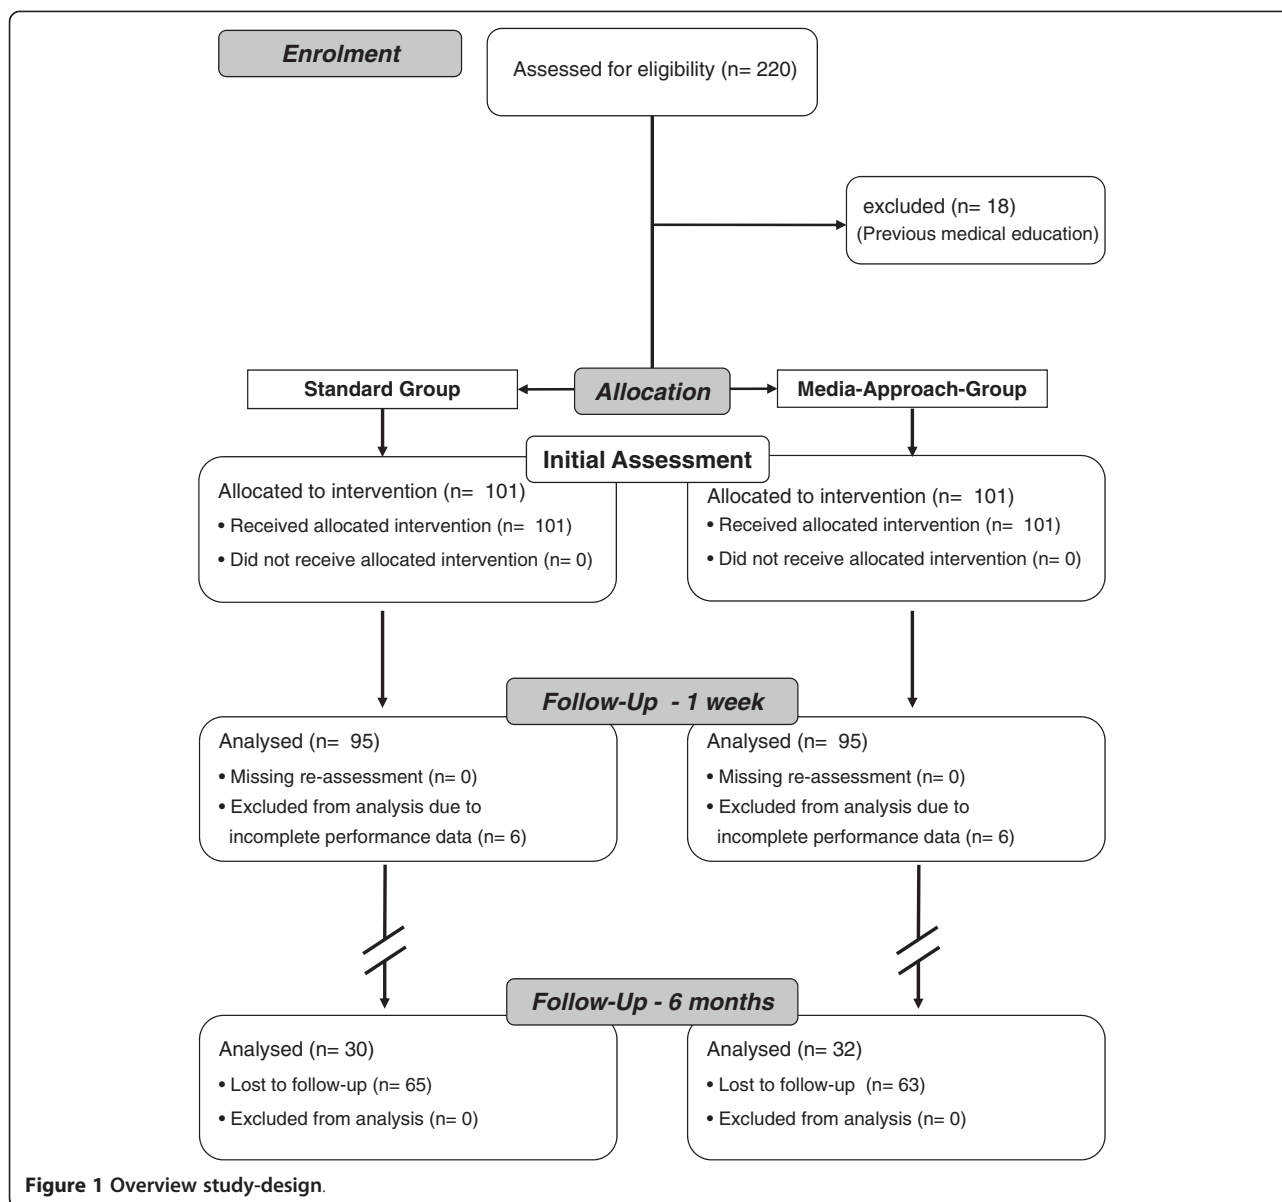 Enrolment
Assessed for eligibility (n= 220)
excluded (n= 18)
(Previous medical education)
Standard Group
Allocation
Media-Approach-Group
Initial Assessment
Allocated to intervention (n= 101)
• Received allocated intervention (n= 101)
• Did not receive allocated intervention (n= 0)
Allocated to intervention (n= 101)
• Received allocated intervention (n= 101)
• Did not receive allocated intervention (n= 0)
Follow-Up - 1 week
Analysed (n= 95)
• Missing re-assessment (n= 0)
• Excluded from analysis due to
incomplete performance data (n= 6)
Analysed (n= 95)
• Missing re-assessment (n= 0)
• Excluded from analysis due to
incomplete performance data (n= 6)
Follow-Up - 6 months
Analysed (n= 30)
• Lost to follow-up (n= 65)
• Excluded from analysis (n= 0)
Analysed (n= 32)
• Lost to follow-up (n= 63)
• Excluded from analysis (n= 0)
Figure 1 Overview study-design.